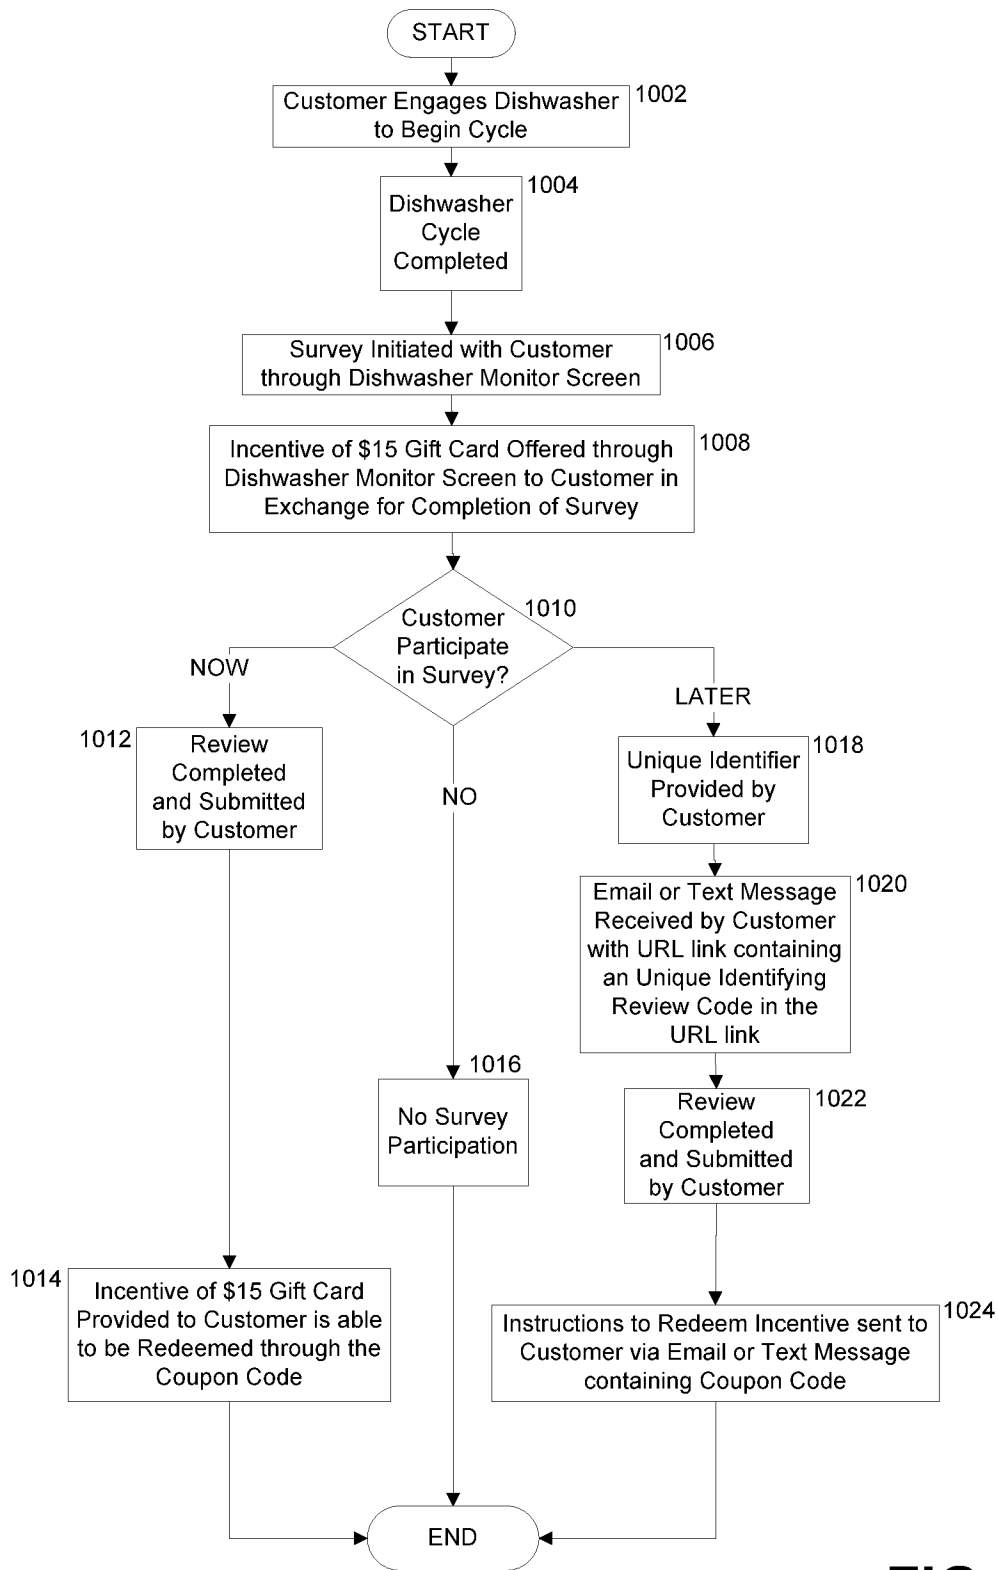 START
1002
Customer Engages Dishwasher
to Begin Cycle
1004
Dishwasher
Cycle
Completed
1006
Survey Initiated with Customer
through Dishwasher Monitor Screen
1008
Incentive of $15 Gift Card Offered through
Dishwasher Monitor Screen to Customer in
Exchange for Completion of Survey
1010
Customer
Participate
in Survey?
NOW
LATER
NO
1012
Review
Completed
and Submitted
by Customer
1018
Unique Identifier
Provided by
Customer
1020
Email or Text Message
Received by Customer
with URL link containing
an Unique Identifying
Review Code in the
URL link
1016
No Survey
Participation
1022
Review
Completed
and Submitted
by Customer
1014
Incentive of $15 Gift Card
Provided to Customer is able
to be Redeemed through the
Coupon Code
1024
Instructions to Redeem Incentive sent to
Customer via Email or Text Message
containing Coupon Code
END